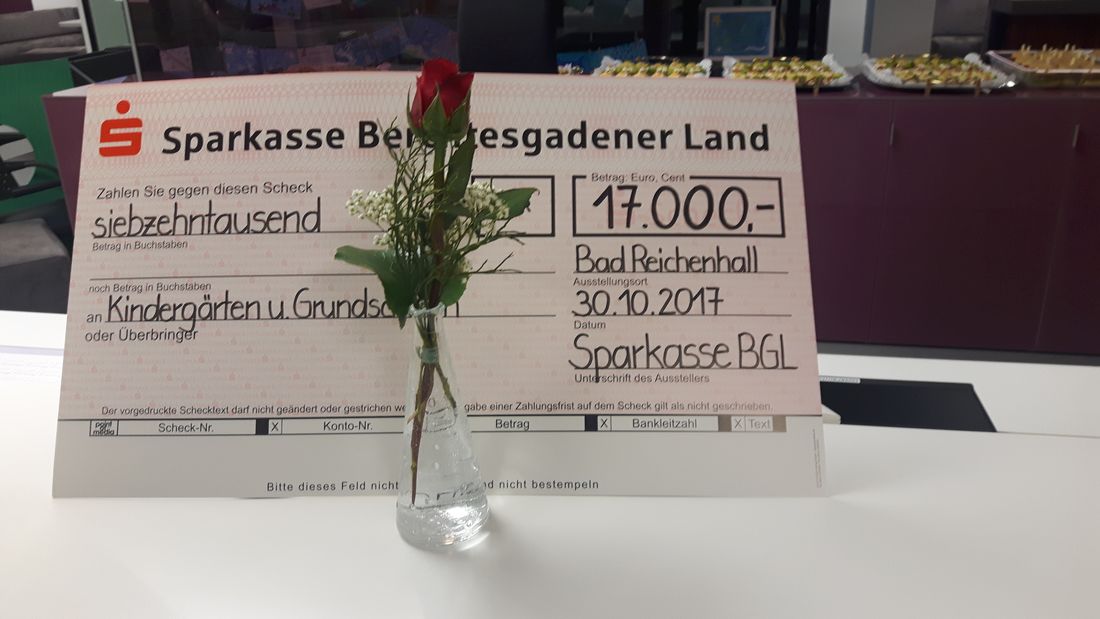 Sparkasse Be tesgadener Land
Zahlen Sie gegen diesen Scheck
siebzehntausend
Betrag in Buchstaben
Betrag: Euro, Cent
17.000,-
Bad Reichenhall
Ausstellungsort
noch Betrag in Buchstaben
an Kindergärten u. Grundsc n
30.10.2017
oder Überbringer
Datum
Sparkasse BGL
Unterschrift des Ausstellers
Der vorgedruckte Schecktext darf nicht geändert oder gestrichen we gabe einer Zahlungsfrist auf dem Scheck gilt als nicht geschrieben.
Scheck-Nr. X Konto-Nr. Betrag X Bankleitzahl X Text
Bitte dieses Feld nicht nd nicht bestempeln